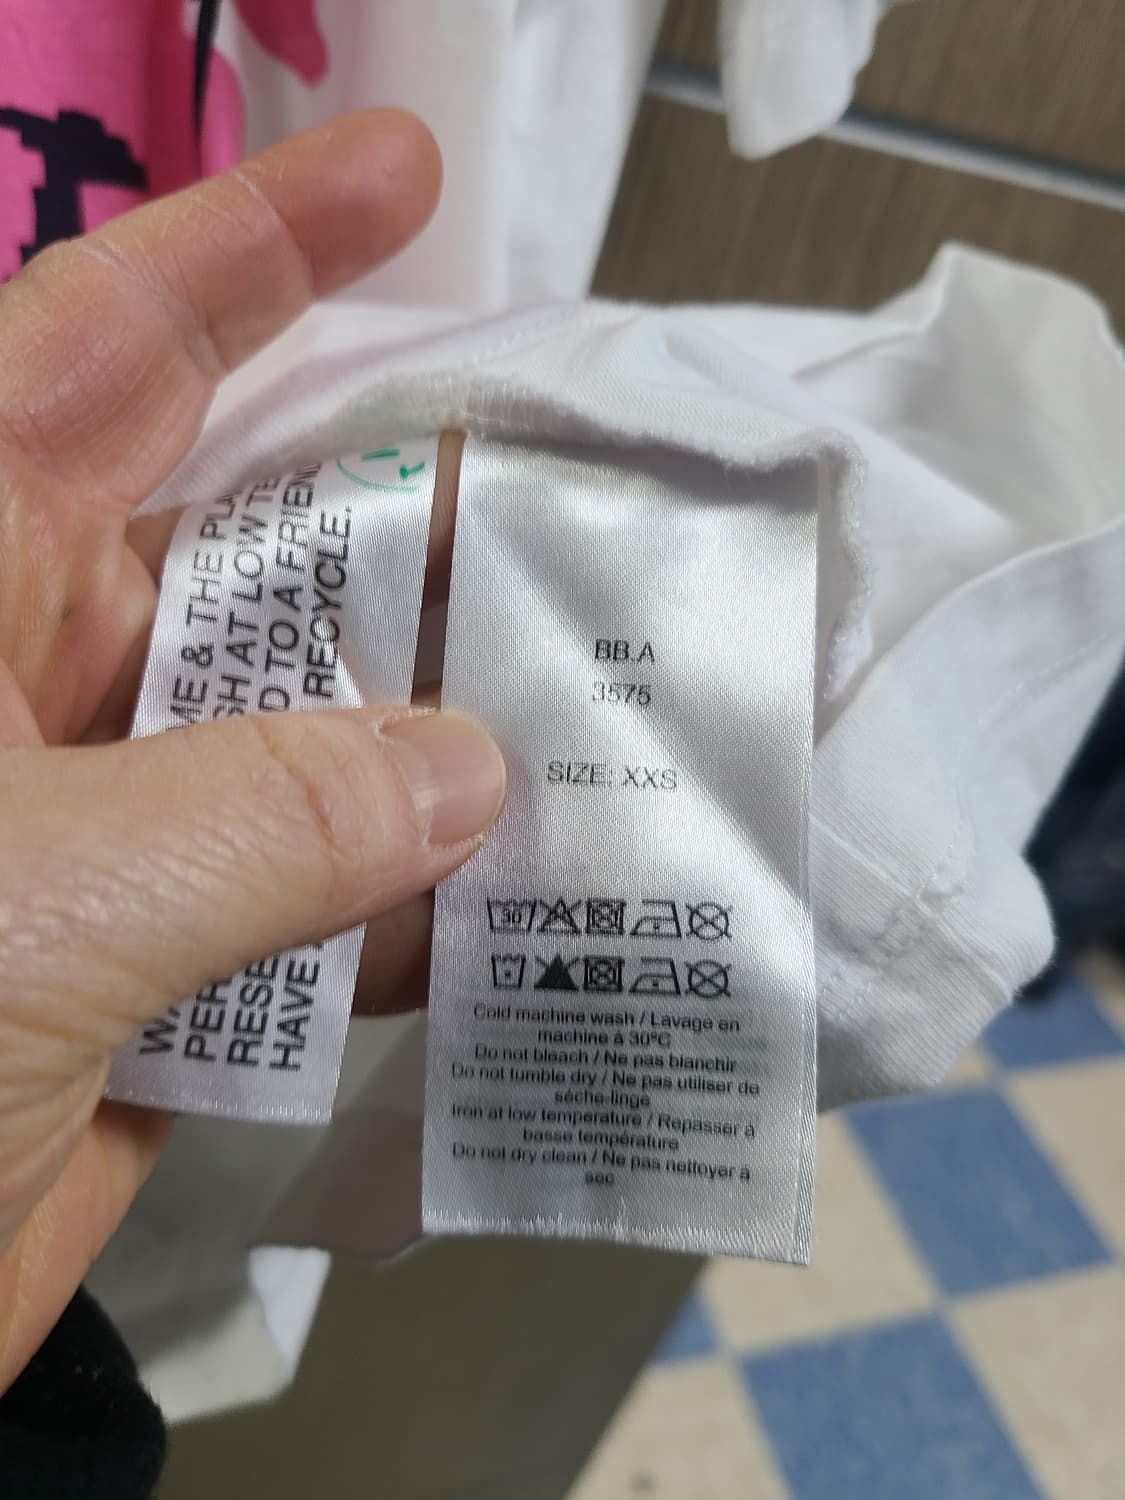 ME & THE PLA
SH AT LOW TE
D TO A FRIEND
RECYCLE.
WA
PER
RESE
HAVE
BB.A
3575
SIZE: XXS
30
Cold machine wash / Lavage en
machine à 30°C
Do not bleach / Ne pas blanchir
Do not tumble dry / Ne pas utiliser de
séche-linge
Iron at low temperature / Repasser à
basse température
Do not dry clean / Ne pas nettoyer à
sec